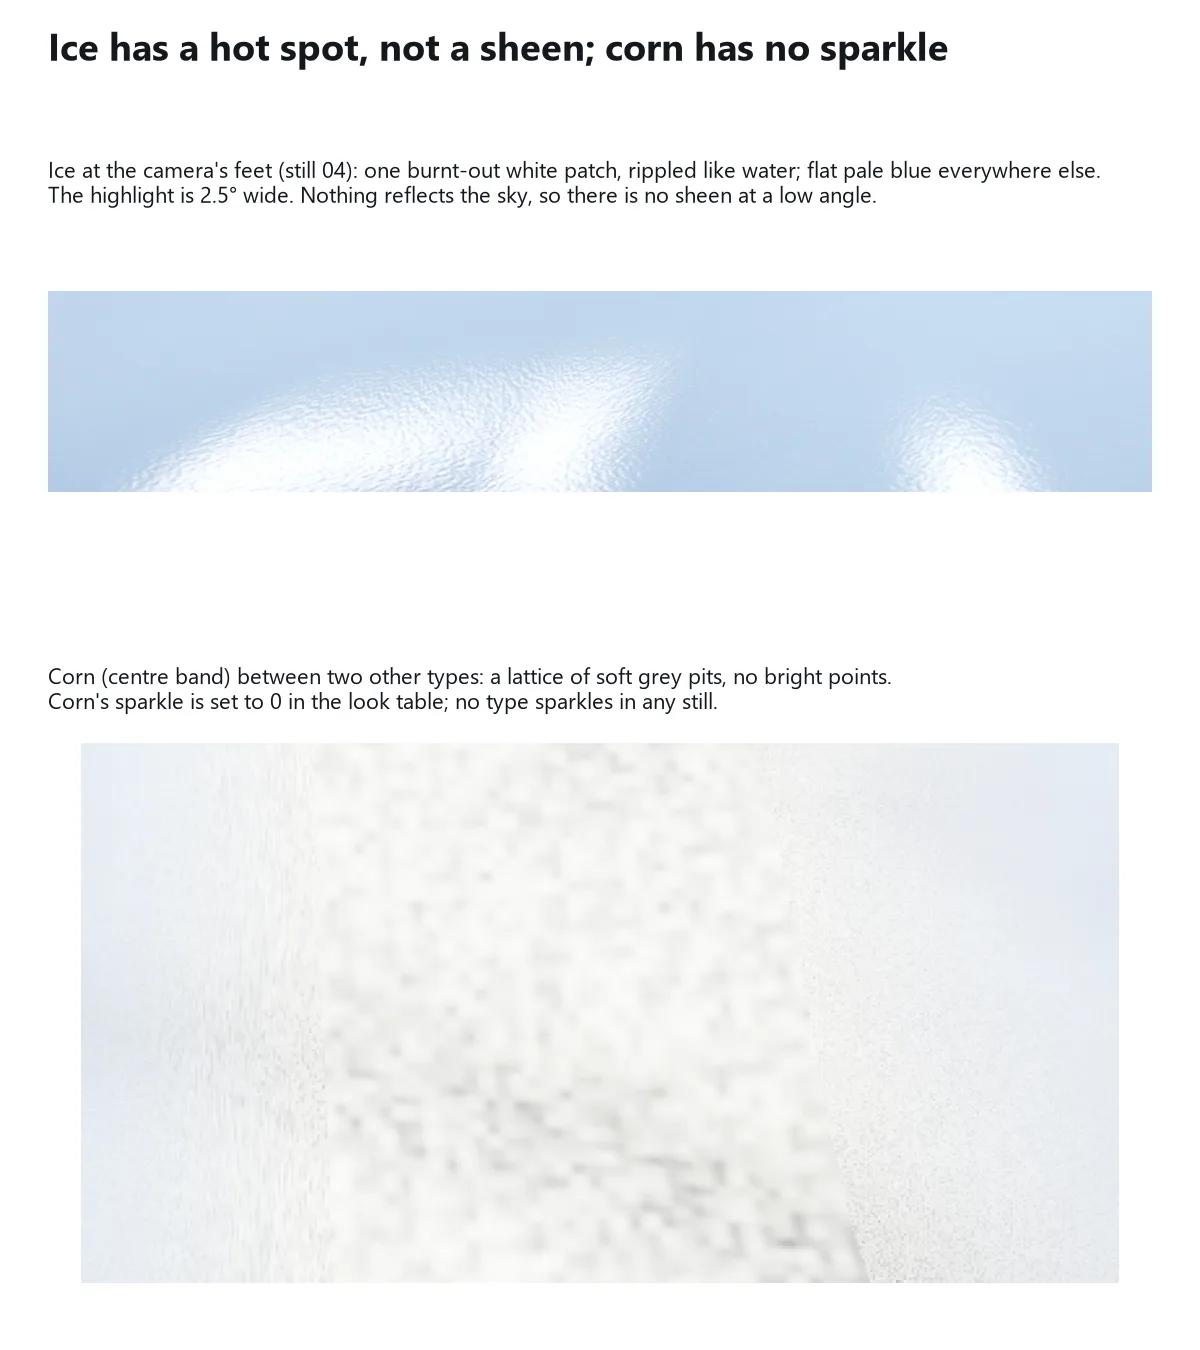 Ice has a hot spot, not a sheen; corn has no sparkle
Ice at the camera's feet (still 04): one burnt-out white patch, rippled like water; flat pale blue everywhere else.
The highlight is 2.5° wide. Nothing reflects the sky, so there is no sheen at a low angle.
Corn (centre band) between two other types: a lattice of soft grey pits, no bright points.
Corn's sparkle is set to 0 in the look table; no type sparkles in any still.